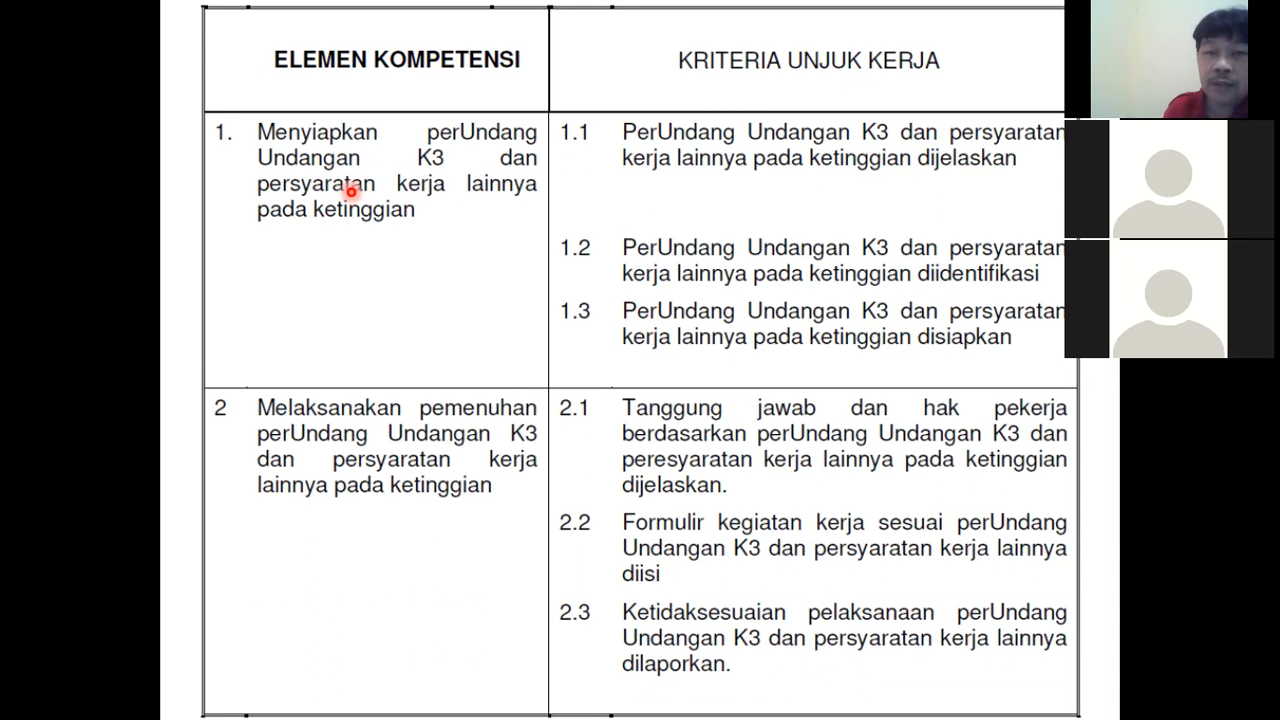 ELEMEN KOMPETENSI
KRITERIA UNJUK KERJA
1. Menyiapkan perUndang
Undangan K3 dan
persyaratan kerja lainnya
pada ketinggian
1.1 PerUndang Undangan K3 dan persyaratan
kerja lainnya pada ketinggian dijelaskan
1.2 PerUndang Undangan K3 dan persyaratan
kerja lainnya pada ketinggian diidentifikasi
1.3 PerUndang Undangan K3 dan persyaratan
kerja lainnya pada ketinggian disiapkan
2 Melaksanakan pemenuhan
perUndang Undangan K3
dan persyaratan kerja
lainnya pada ketinggian
2.1 Tanggung jawab dan hak pekerja
berdasarkan perUndang Undangan K3 dan
peresyaratan kerja lainnya pada ketinggian
dijelaskan.
2.2 Formulir kegiatan kerja sesuai perUndang
Undangan K3 dan persyaratan kerja lainnya
diisi
2.3 Ketidaksesuaian pelaksanaan perUndang
Undangan K3 dan persyaratan kerja lainnya
dilaporkan.